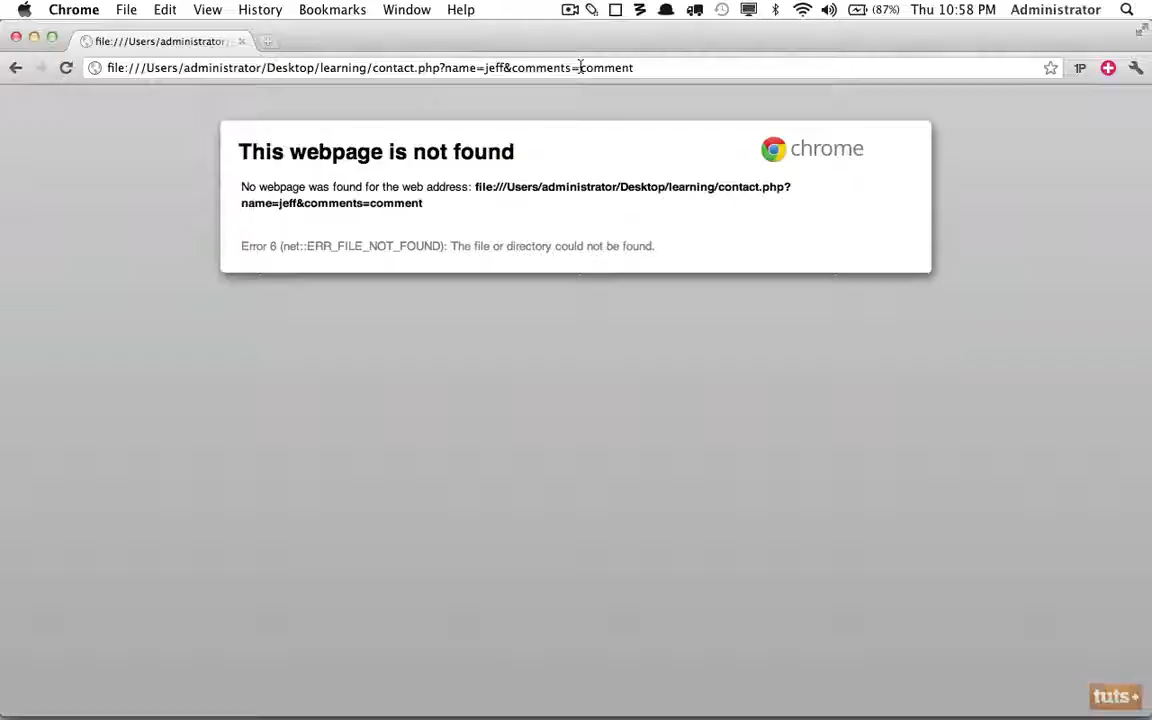 Chrome File Edit View History Bookmarks Window Help (87%) Thu 10:58 PM Administrator
file:///Users/administrator
file:///Users/administrator/Desktop/learning/contact.php?name=jeff&comments=comment 1P
This webpage is not found
chrome
No webpage was found for the web address: file:///Users/administrator/Desktop/learning/contact.php?
name=jeff&comments=comment
Error 6 (net::ERR_FILE_NOT_FOUND): The file or directory could not be found.
tuts+